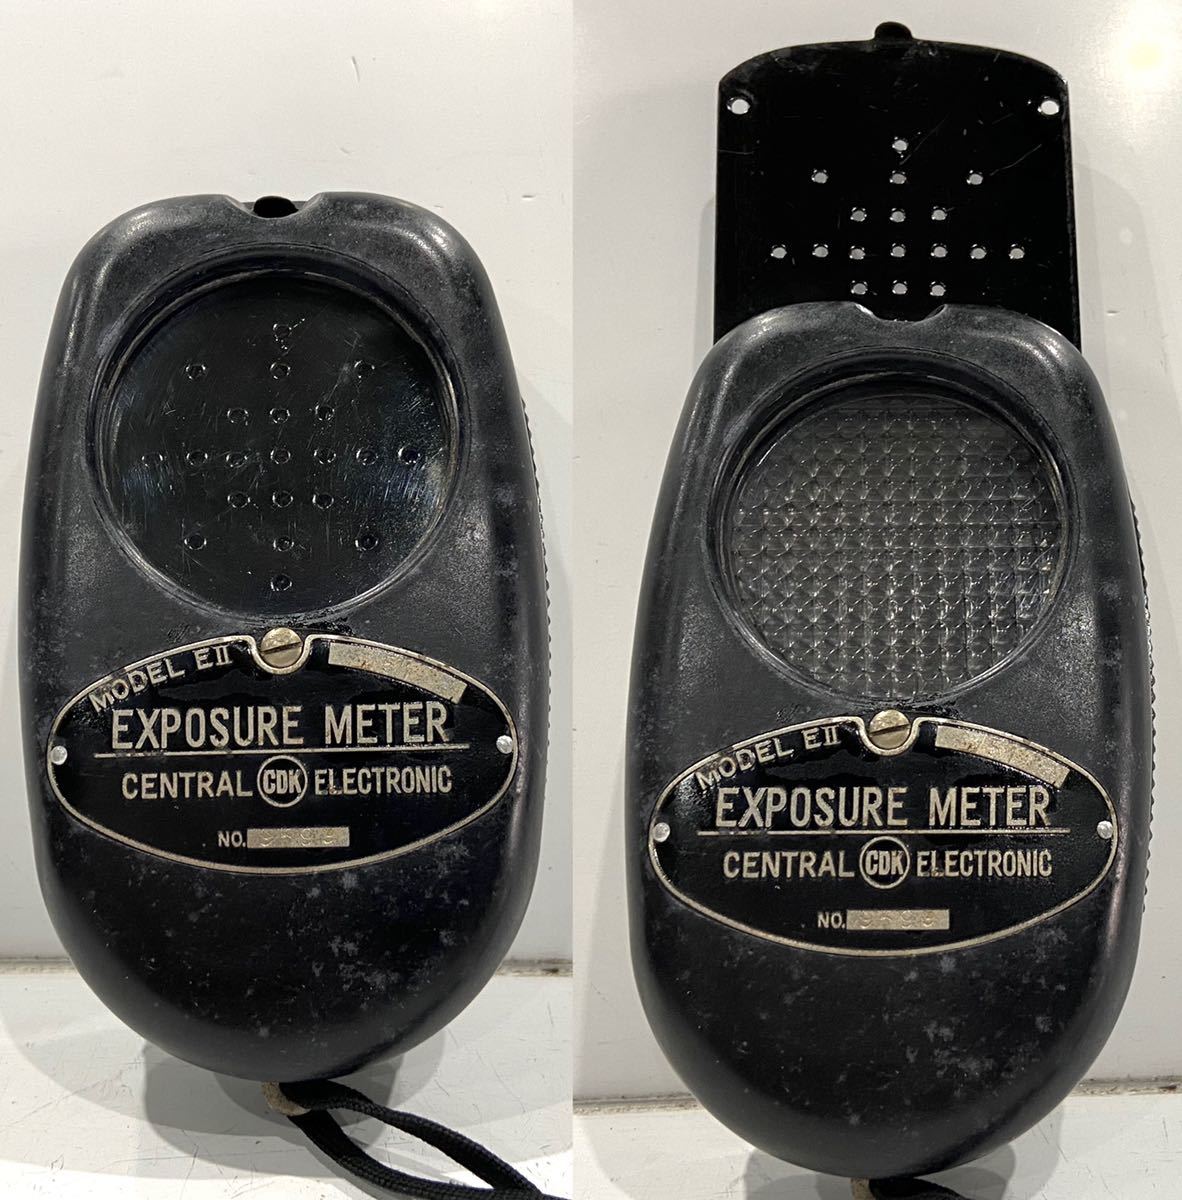 MODEL EII
EXPOSURE METER
CENTRAL CDK ELECTRONIC
NO.
MODEL EII
EXPOSURE METER
CENTRAL CDK ELECTRONIC
NO.